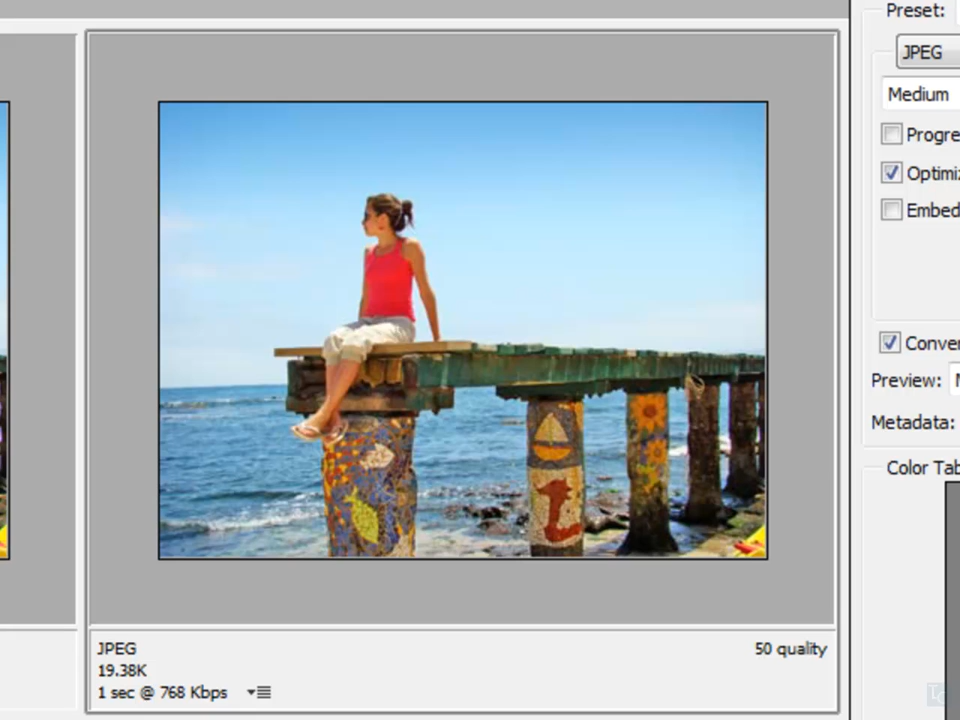 Preset:
JPEG
Medium
Progre
Optimiz
Embed
Conver
Preview:
Metadata:
Color Tab
JPEG
50 quality
19.38K
1 sec @ 768 Kbps